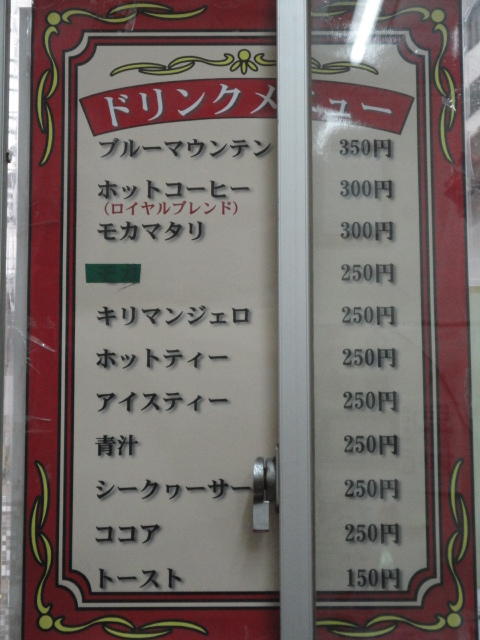 ドリンクメニュー
ブルーマウンテン 350円
ホットコーヒー 300円
(ロイヤルブレンド)
モカマタリ 300円
250円
キリマンジェロ 250円
ホットティー 250円
アイスティー 250円
青汁 250円
シークヮーサー 250円
ココア 250円
トースト 150円